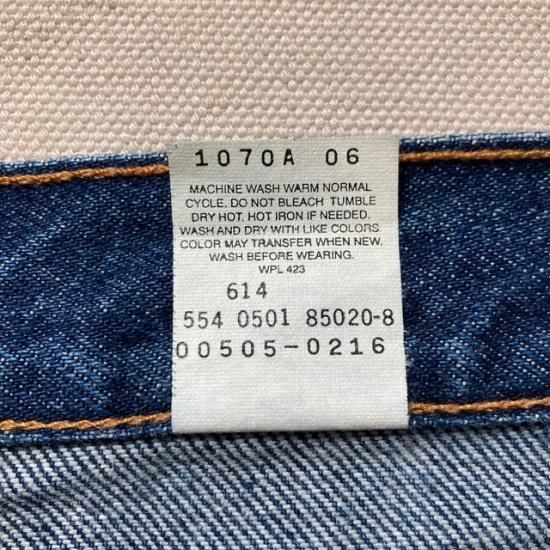 1070A 06
MACHINE WASH WARM NORMAL
CYCLE. DO NOT BLEACH TUMBLE
DRY HOT. HOT IRON IF NEEDED.
WASH AND DRY WITH LIKE COLORS.
COLOR MAY TRANSFER WHEN NEW.
WASH BEFORE WEARING.
WPL 423
614
554 0501 85020-8
00505-0216